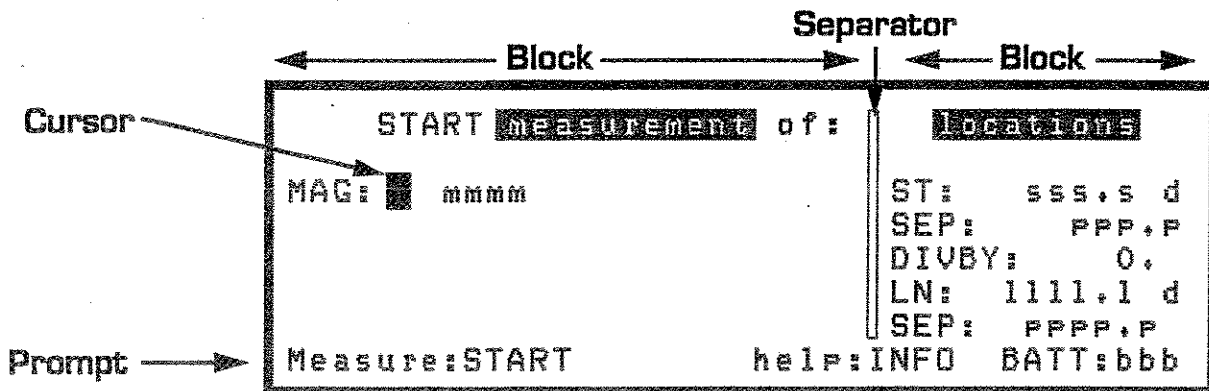 Separator
Block Block
Cursor
START measurement of: locations
MAG: mmmm ST: sss.s d
SEP: ppp.p
DIVBY: 0.
LN: llll.l d
SEP: pppp.p
Prompt Measure:START help:INFO BATT:bbb